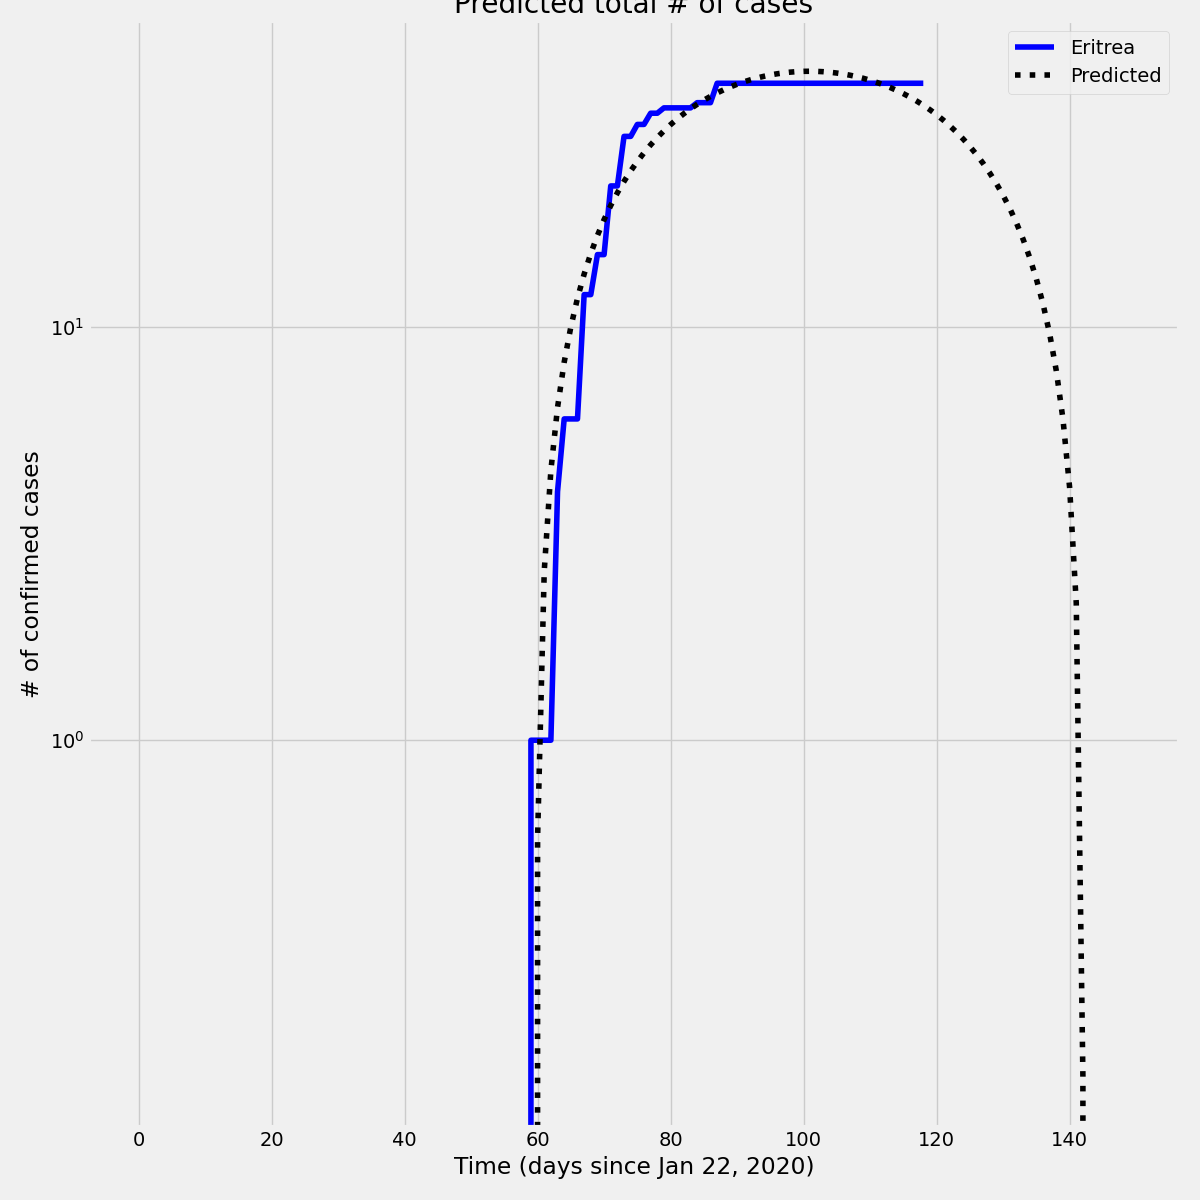 Predicted total # of cases
Eritrea
Predicted
10¹
10⁰
# of confirmed cases
0 20 40 60 80 100 120 140
Time (days since Jan 22, 2020)